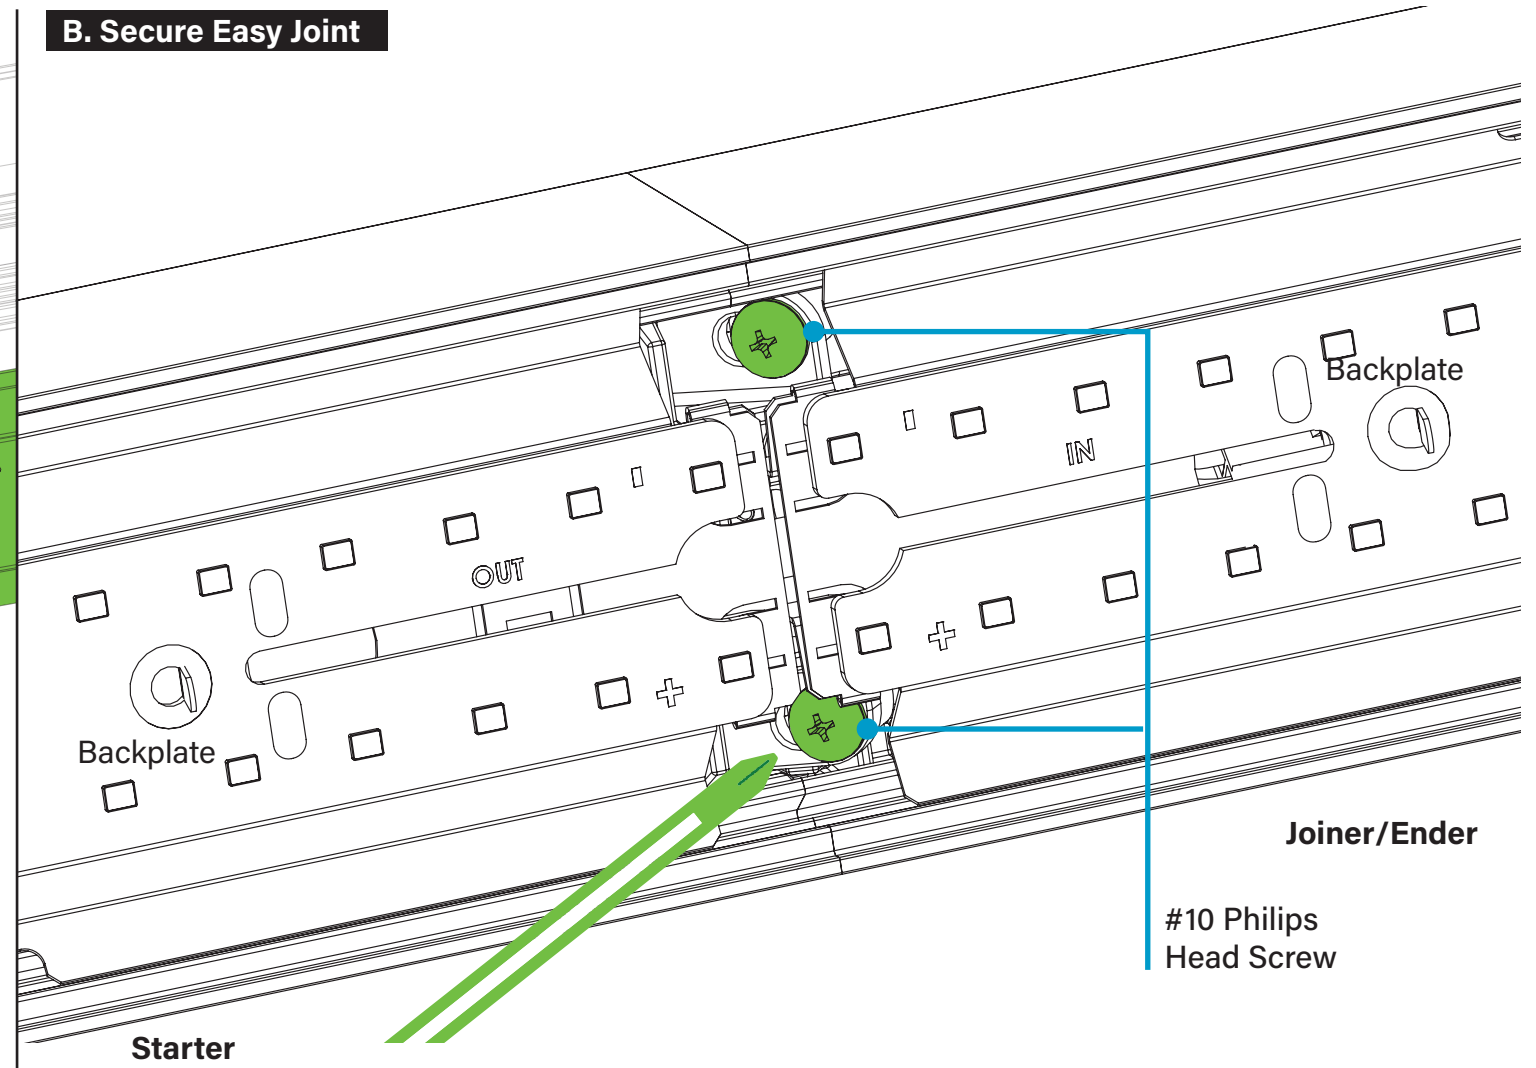 B. Secure Easy Joint
Backplate
IN
OUT
Backplate
Joiner/Ender
#10 Philips
Head Screw
Starter